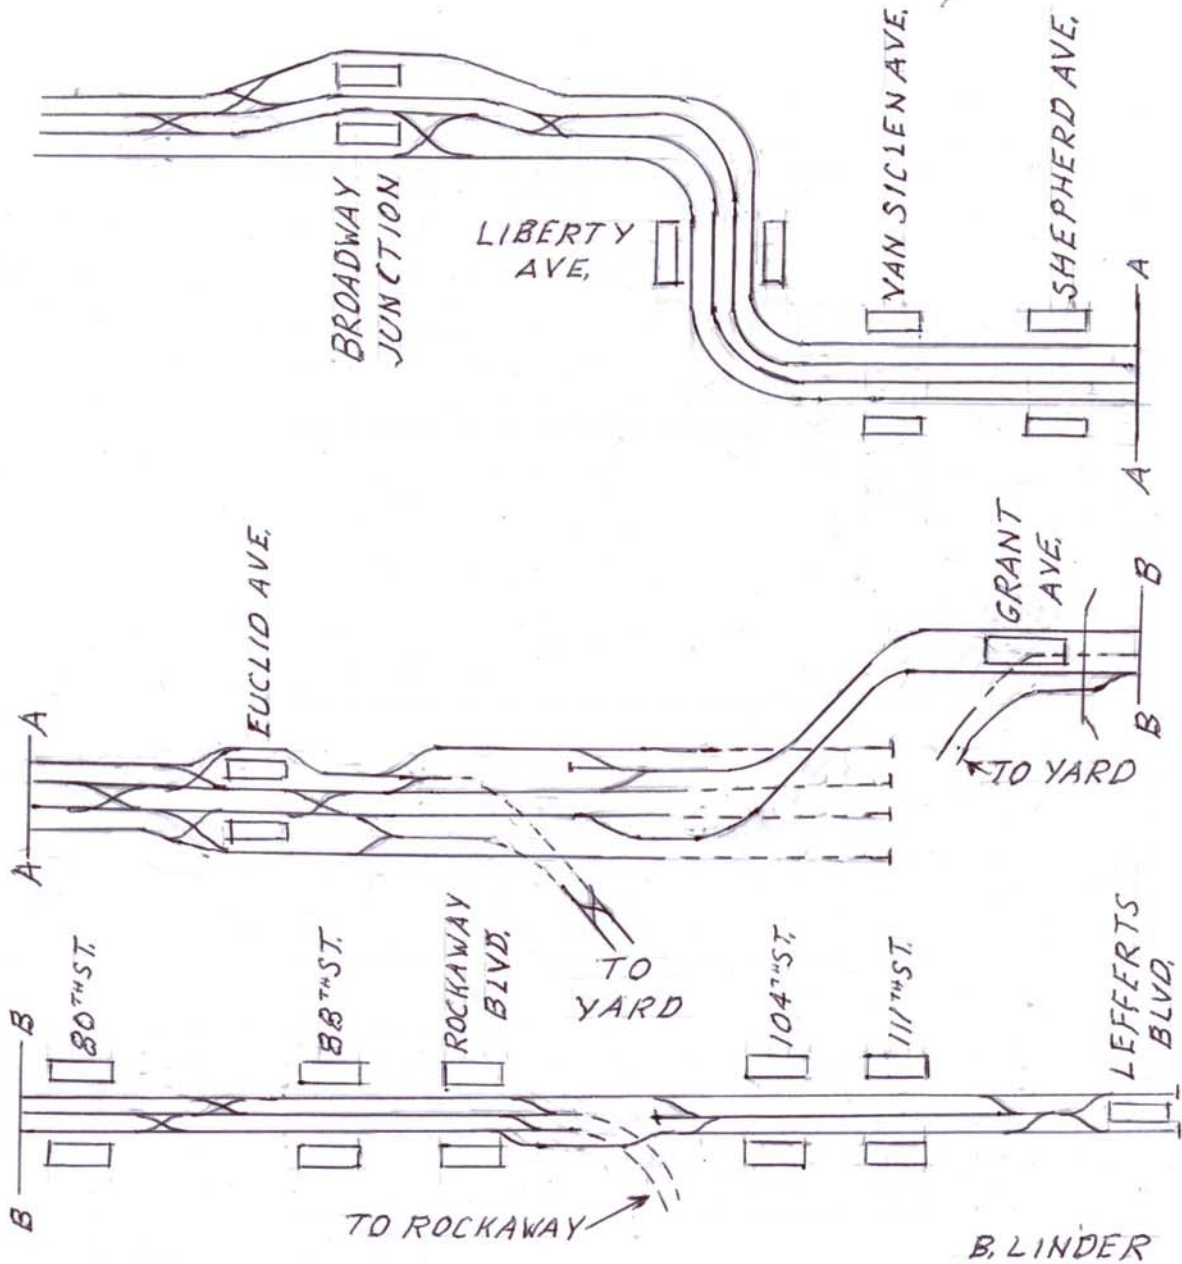 BROADWAY
JUNCTION
LIBERTY
AVE,
VAN SICLEN AVE.
SHEPHERD AVE.
A
A
A
A
EUCLID AVE.
TO
YARD
GRANT
AVE.
TO YARD
B
B
B
B
80TH ST.
88TH ST.
ROCKAWAY
BLVD.
TO ROCKAWAY
104TH ST.
111TH ST.
LEFFERTS
BLVD.
B. LINDER